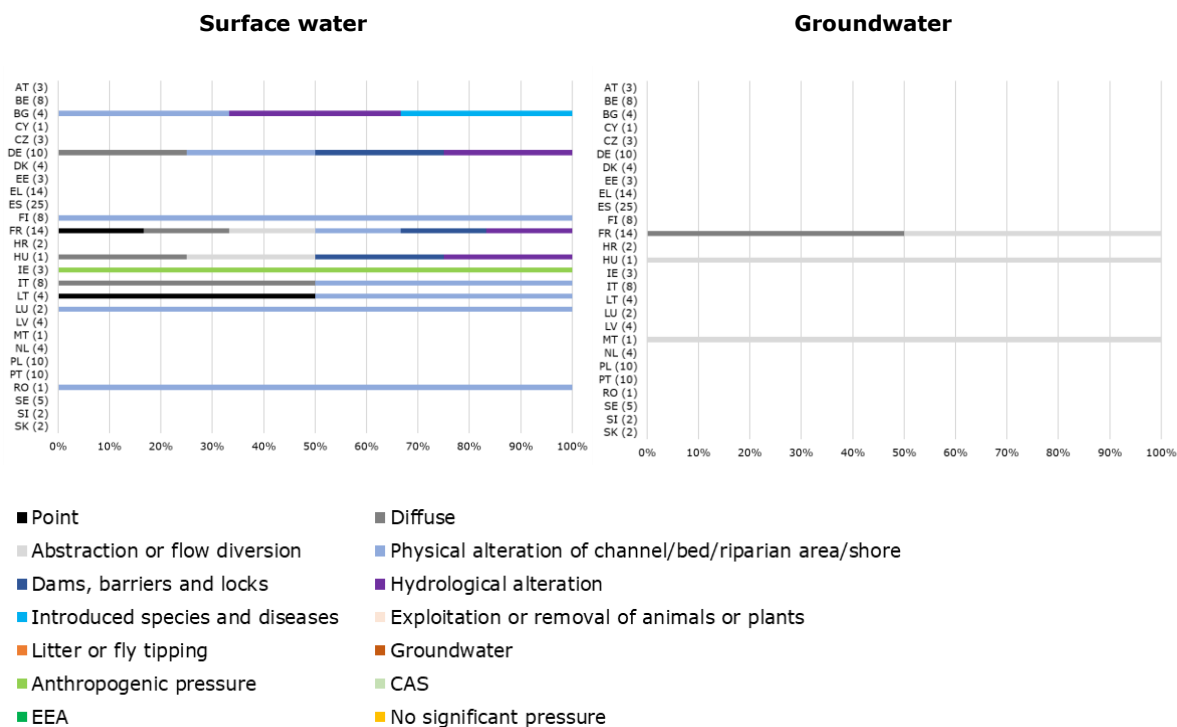 Surface water
Groundwater
AT (3)
BE (8)
BG (4)
CY (1)
CZ (3)
DE (10)
DK (4)
EE (3)
EL (14)
ES (25)
FI (8)
FR (14)
HR (2)
HU (1)
IE (3)
IT (8)
LT (4)
LU (2)
LV (4)
MT (1)
NL (4)
PL (10)
PT (10)
RO (1)
SE (5)
SI (2)
SK (2)
0% 10% 20% 30% 40% 50% 60% 70% 80% 90% 100%
AT (3)
BE (8)
BG (4)
CY (1)
CZ (3)
DE (10)
DK (4)
EE (3)
EL (14)
ES (25)
FI (8)
FR (14)
HR (2)
HU (1)
IE (3)
IT (8)
LT (4)
LU (2)
LV (4)
MT (1)
NL (4)
PL (10)
PT (10)
RO (1)
SE (5)
SI (2)
SK (2)
0% 10% 20% 30% 40% 50% 60% 70% 80% 90% 100%
Point
Diffuse
Abstraction or flow diversion
Physical alteration of channel/bed/riparian area/shore
Dams, barriers and locks
Hydrological alteration
Introduced species and diseases
Exploitation or removal of animals or plants
Litter or fly tipping
Groundwater
Anthropogenic pressure
CAS
EEA
No significant pressure